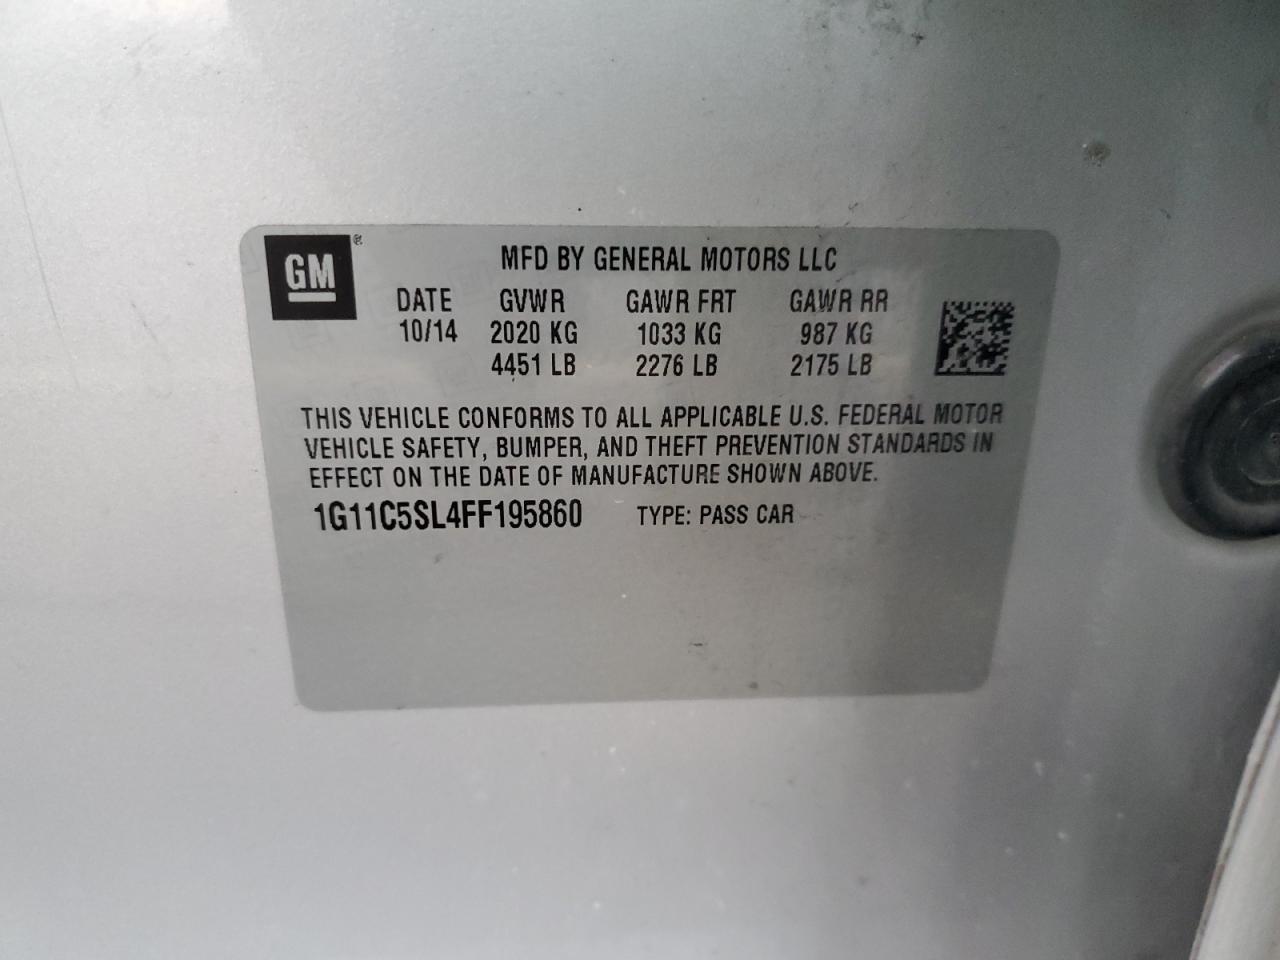 GM®
MFD BY GENERAL MOTORS LLC
DATE GVWR GAWR FRT GAWR RR
10/14 2020 KG 1033 KG 987 KG
4451 LB 2276 LB 2175 LB
THIS VEHICLE CONFORMS TO ALL APPLICABLE U.S. FEDERAL MOTOR
VEHICLE SAFETY, BUMPER, AND THEFT PREVENTION STANDARDS IN
EFFECT ON THE DATE OF MANUFACTURE SHOWN ABOVE.
1G11C5SL4FF195860 TYPE: PASS CAR